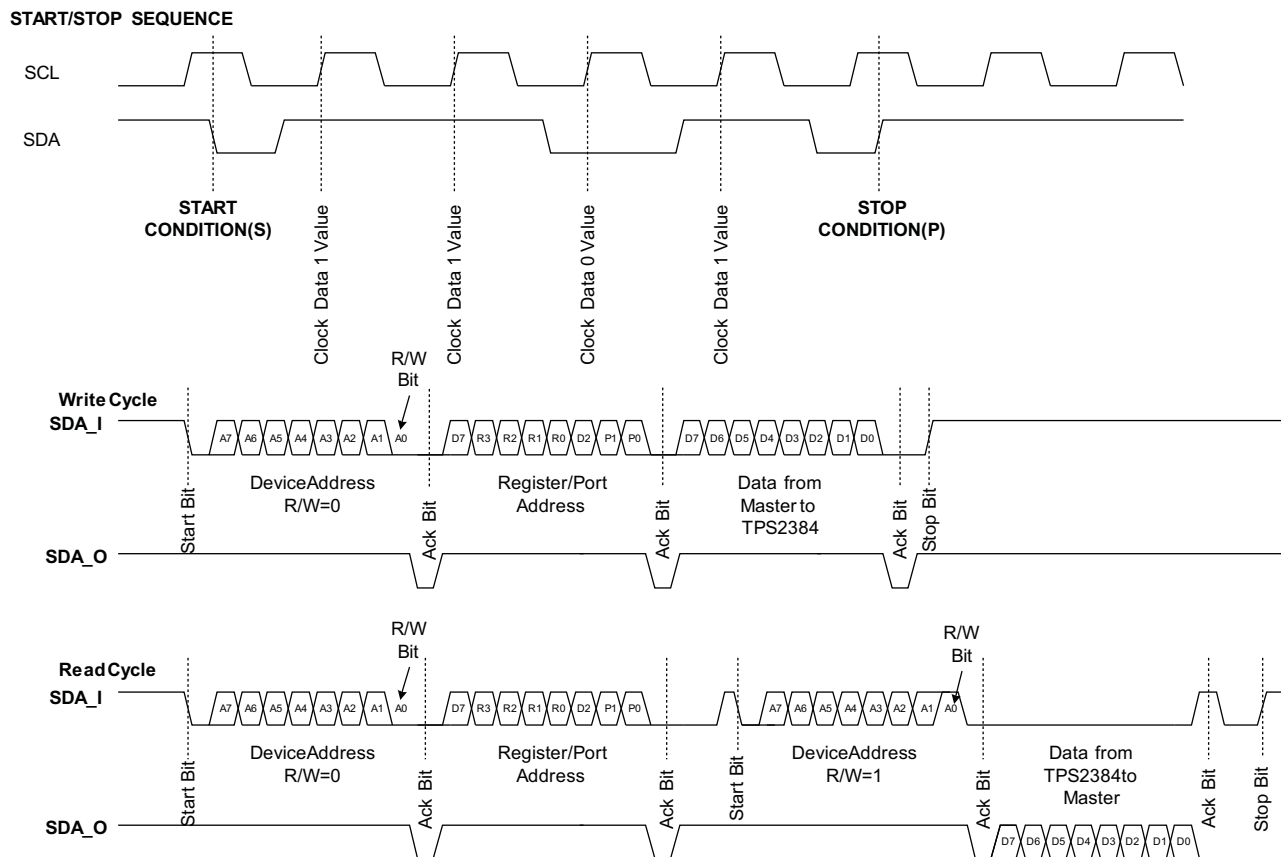 START/STOP SEQUENCE
SCL
SDA
START
CONDITION(S)
STOP
CONDITION(P)
Clock Data 1 Value
Clock Data 1 Value
Clock Data 0 Value
Clock Data 1 Value
R/W
Bit
Write Cycle
SDA_I
A7 A6 A5 A4 A3 A2 A1 A0
D7 R3 R2 R1 R0 D2 P1 P0
D7 D6 D5 D4 D3 D2 D1 D0
Start Bit
DeviceAddress
R/W=0
Ack Bit
Register/Port
Address
Ack Bit
Data from
Master to
TPS2384
Ack Bit
Stop Bit
SDA_O
R/W
Bit
R/W
Bit
Read Cycle
SDA_I
A7 A6 A5 A4 A3 A2 A1 A0
D7 R3 R2 R1 R0 D2 P1 P0
A7 A6 A5 A4 A3 A2 A1 A0
Start Bit
DeviceAddress
R/W=0
Ack Bit
Register/Port
Address
Ack Bit
Start Bit
DeviceAddress
R/W=1
Ack Bit
Data from
TPS2384to
Master
Ack Bit
Stop Bit
SDA_O
D7 D6 D5 D4 D3 D2 D1 D0